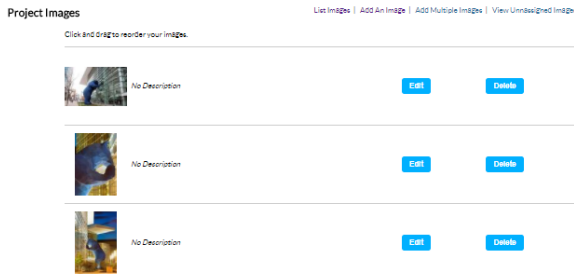 Project Images
List Images | Add An Image | Add Multiple Images | View Unnassigned Image
Click and drag to reorder your images.
No Description Edit Delete
No Description Edit Delete
No Description Edit Delete